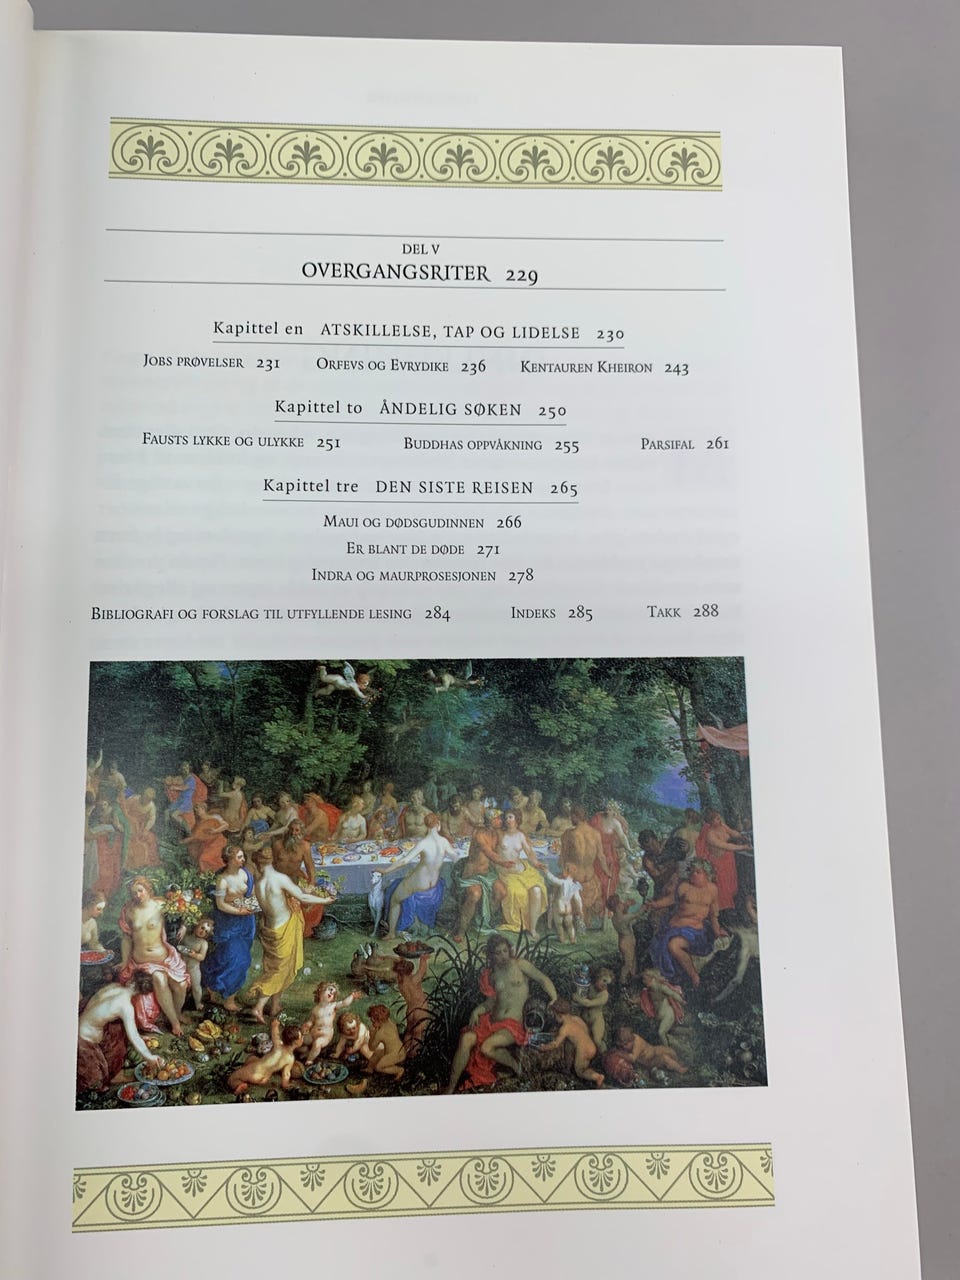 DEL V
OVERGANGSRITER 229
Kapittel en ATSKILLELSE, TAP OG LIDELSE 230
JOBS PRØVELSER 231 ORFEVS OG EVRYDIKE 236 KENTAUREN KHEIRON 243
Kapittel to ÅNDELIG SØKEN 250
FAUSTS LYKKE OG ULYKKE 251 BUDDHAS OPPVÅKNING 255 PARSIFAL 261
Kapittel tre DEN SISTE REISEN 265
MAUI OG DØDSGUDINNEN 266
ER BLANT DE DØDE 271
INDRA OG MAURPROSESJONEN 278
BIBLIOGRAFI OG FORSLAG TIL UTFYLLENDE LESING 284 INDEKS 285 TAKK 288